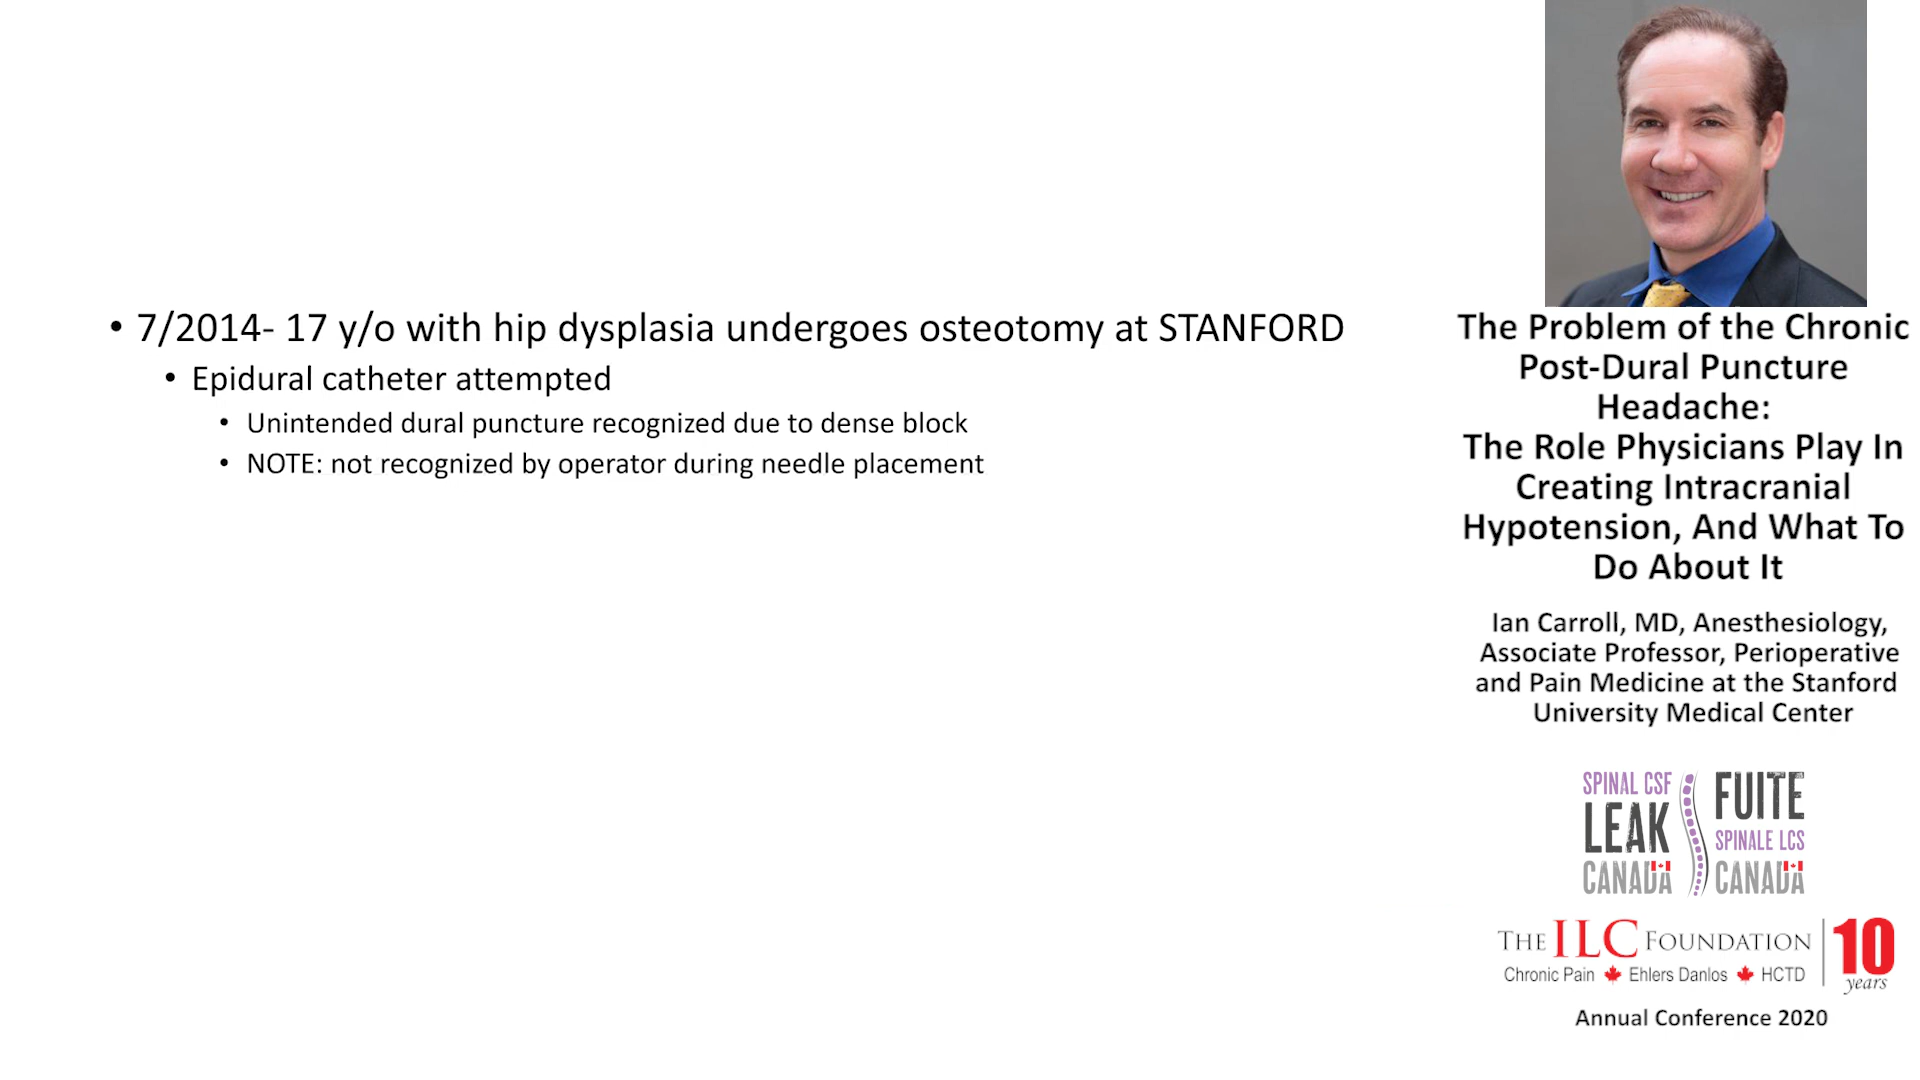 • 7/2014- 17 y/o with hip dysplasia undergoes osteotomy at STANFORD
• Epidural catheter attempted
• Unintended dural puncture recognized due to dense block
• NOTE: not recognized by operator during needle placement
The Problem of the Chronic
Post-Dural Puncture
Headache:
The Role Physicians Play In
Creating Intracranial
Hypotension, And What To
Do About It
Ian Carroll, MD, Anesthesiology,
Associate Professor, Perioperative
and Pain Medicine at the Stanford
University Medical Center
SPINAL CSF
LEAK
CANADA
FUITE
SPINALE LCS
CANADA
THE ILC FOUNDATION
Chronic Pain Ehlers Danlos HCTD
10
years
Annual Conference 2020